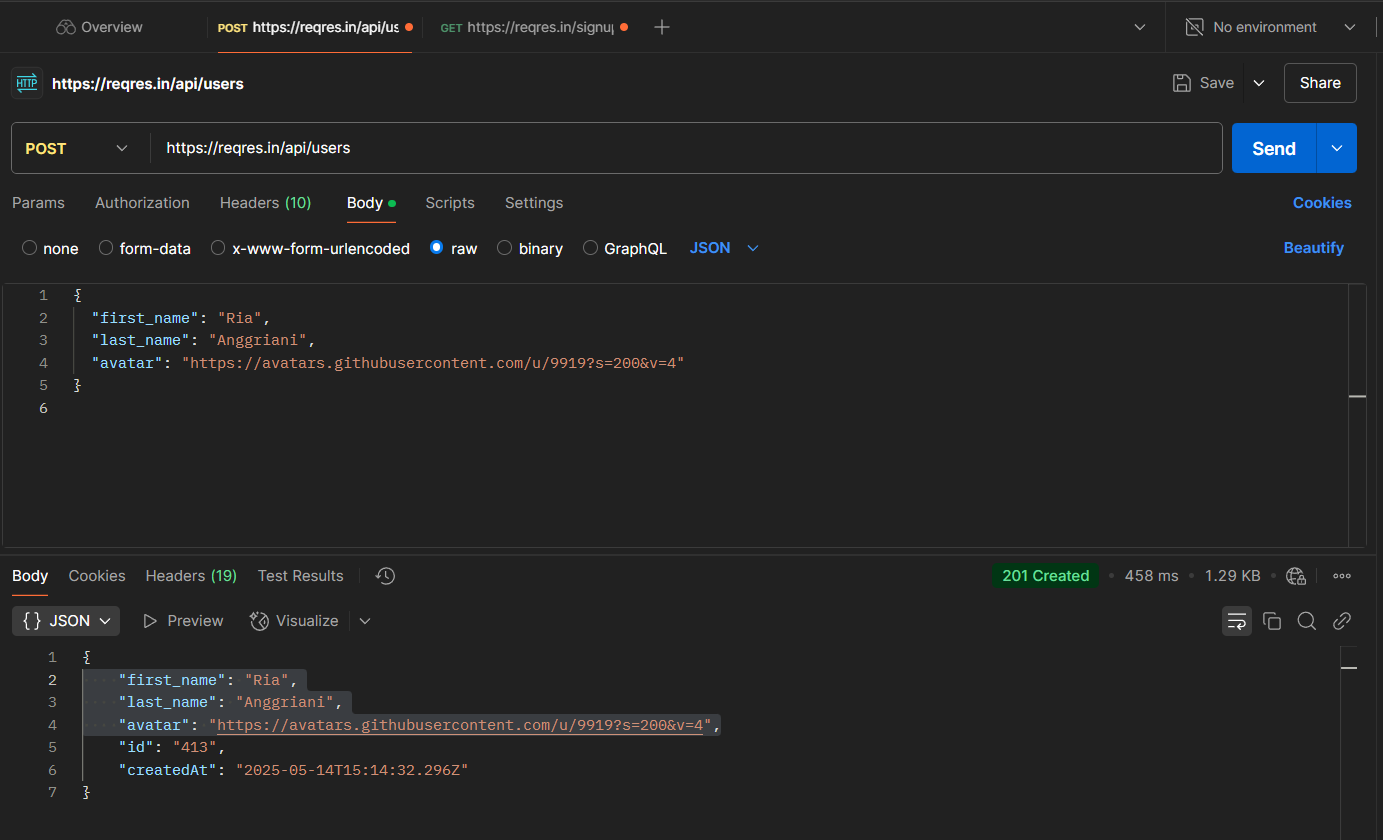 Overview POST https://reqres.in/api/us GET https://reqres.in/signu No environment
HTTP https://reqres.in/api/users Save Share
POST https://reqres.in/api/users Send
Params Authorization Headers (10) Body Scripts Settings Cookies
none form-data x-www-form-urlencoded raw binary GraphQL JSON Beautify
1 {
2 "first_name": "Ria",
3 "last_name": "Anggriani",
4 "avatar": "https://avatars.githubusercontent.com/u/9919?s=200&v=4"
5 }
6
Body Cookies Headers (19) Test Results 201 Created 458 ms 1.29 KB
{} JSON Preview Visualize
1 {
2 "first_name": "Ria",
3 "last_name": "Anggriani",
4 "avatar": "https://avatars.githubusercontent.com/u/9919?s=200&v=4",
5 "id": "413",
6 "createdAt": "2025-05-14T15:14:32.296Z"
7 }